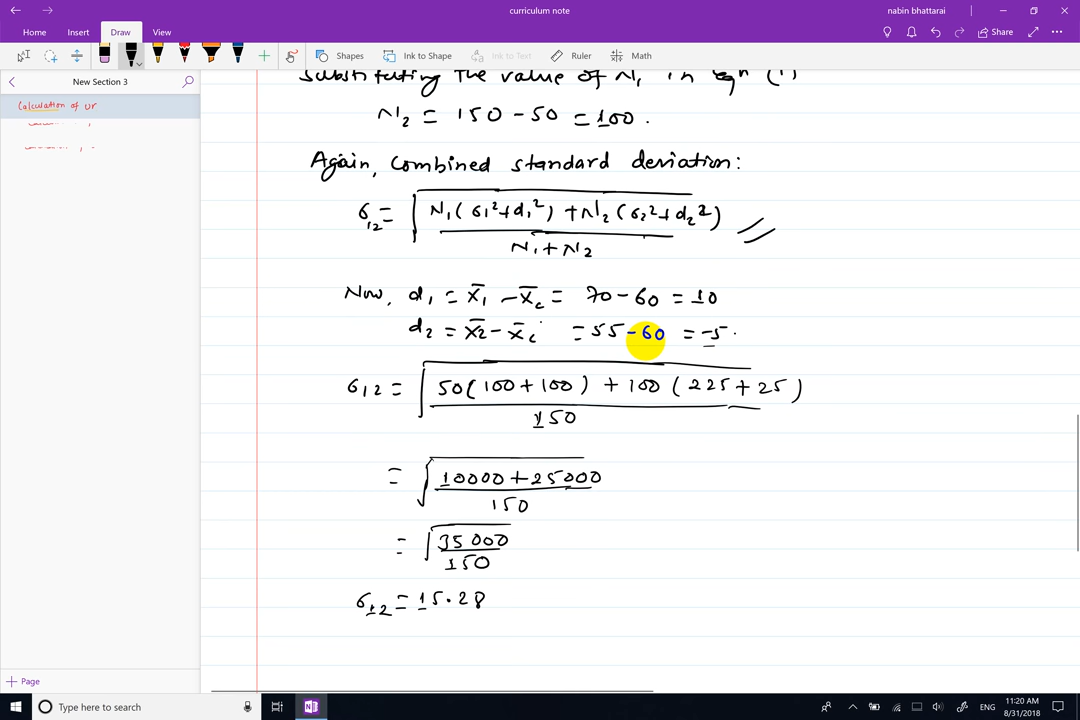 curriculum note
nabin bhattarai
Home Insert Draw View
Share
Shapes Ink to Shape Ink to Text Ruler Math
New Section 3
Calculation of ur
Substituting the value of N₁ in eqn (1)
N₂ = 150 - 50 = 100.
Again, Combined standard deviation:
σ₁₂ = √(N₁(σ₁²+d₁²) + N₂(σ₂²+d₂²) / N₁+N₂)
Now, d₁ = x̄₁ - x̄c = 70 - 60 = 10
d₂ = x̄₂ - x̄c = 55 - 60 = -5.
σ₁₂ = √(50(100+100) + 100(225+25) / 150)
= √(10000+25000 / 150)
= √(35000 / 150)
σ₁₂ = 15.28
+ Page
Type here to search
ENG
11:20 AM
8/31/2018